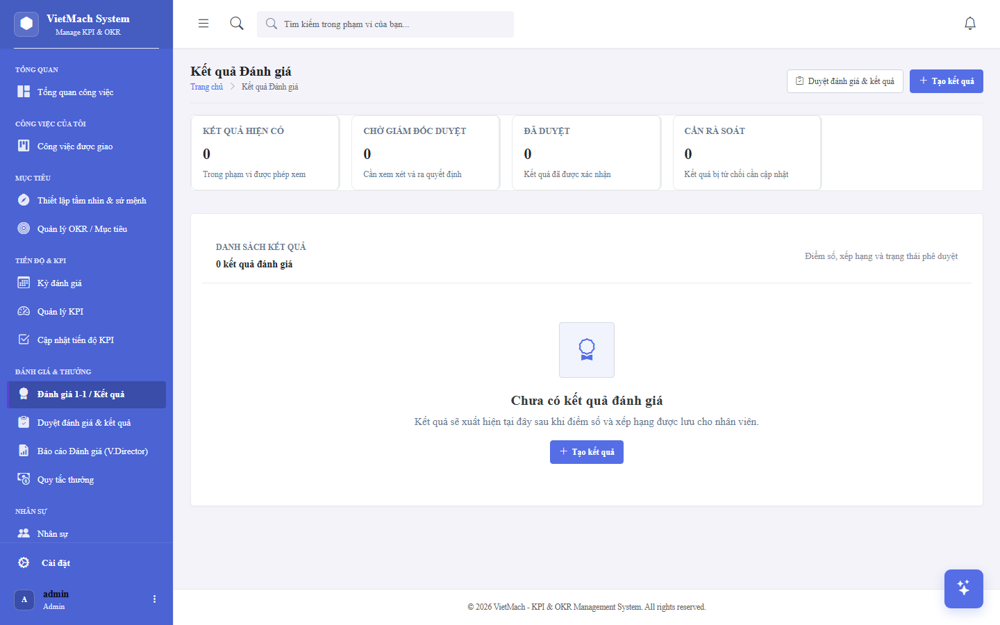 VietMach System
Manage KPI & OKR
TỔNG QUAN
Tổng quan công việc
CÔNG VIỆC CỦA TÔI
Công việc được giao
MỤC TIÊU
Thiết lập tầm nhìn & sứ mệnh
Quản lý OKR / Mục tiêu
TIẾN ĐỘ & KPI
Kỳ đánh giá
Quản lý KPI
Cập nhật tiến độ KPI
ĐÁNH GIÁ & THƯỞNG
Đánh giá 1-1 / Kết quả
Duyệt đánh giá & kết quả
Báo cáo Đánh giá (V.Director)
Quy tắc thưởng
NHÂN SỰ
Nhân sự
Cài đặt
A
admin
Admin
Tìm kiếm trong phạm vi của bạn...
Kết quả Đánh giá
Trang chủ > Kết quả Đánh giá
Duyệt đánh giá & kết quả
+ Tạo kết quả
KẾT QUẢ HIỆN CÓ
0
Trong phạm vi được phép xem
CHỜ GIÁM ĐỐC DUYỆT
0
Cần xem xét và ra quyết định
ĐÃ DUYỆT
0
Kết quả đã được xác nhận
CẦN RÀ SOÁT
0
Kết quả bị từ chối cần cập nhật
DANH SÁCH KẾT QUẢ
0 kết quả đánh giá
Điểm số, xếp hạng và trạng thái phê duyệt
Chưa có kết quả đánh giá
Kết quả sẽ xuất hiện tại đây sau khi điểm số và xếp hạng được lưu cho nhân viên.
+ Tạo kết quả
© 2026 VietMach - KPI & OKR Management System. All rights reserved.